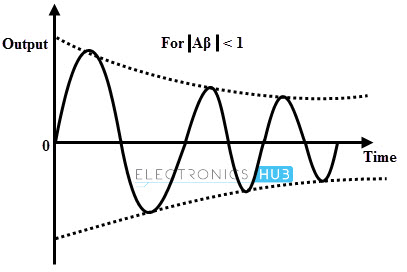 Output
For |Aβ| < 1
0
Time
ELECTRONICS HUB